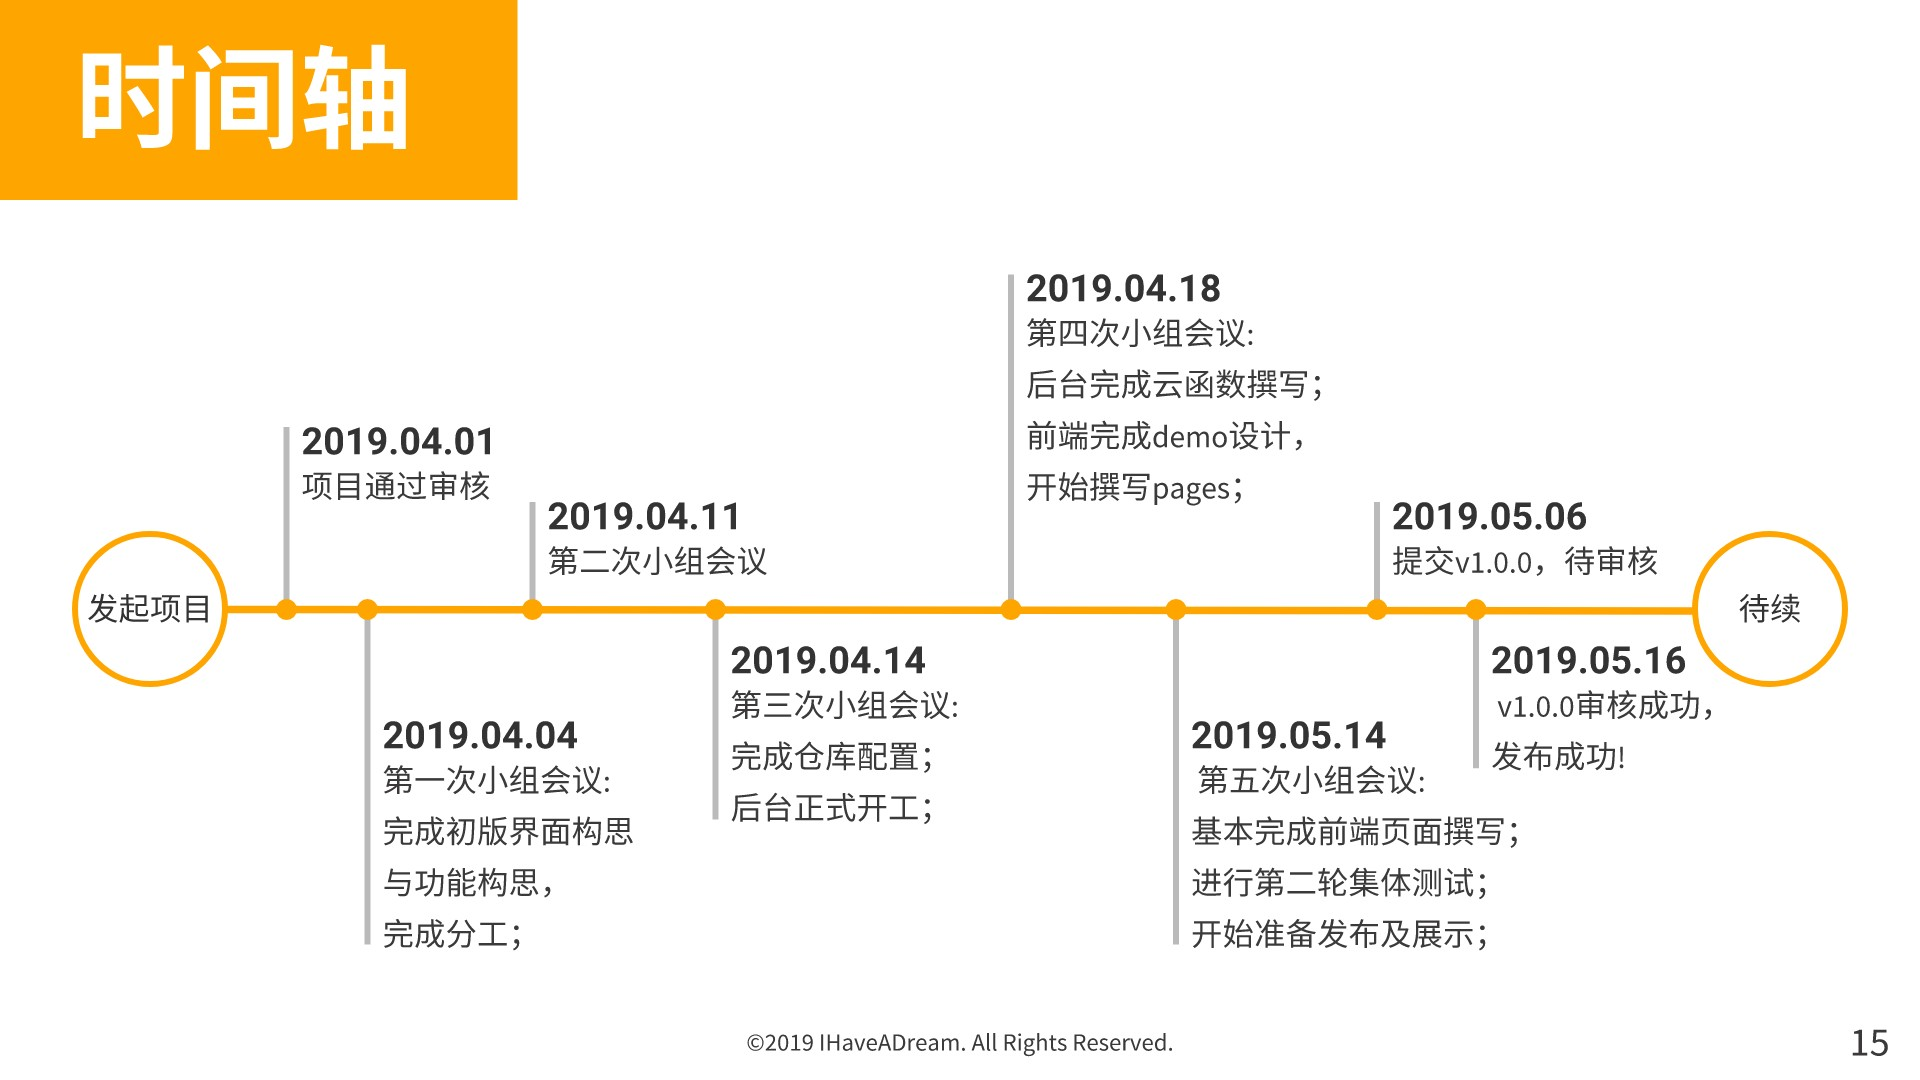 时间轴
发起项目
2019.04.01
项目通过审核
2019.04.04
第一次小组会议:
完成初版界面构思
与功能构思，
完成分工；
2019.04.11
第二次小组会议
2019.04.14
第三次小组会议:
完成仓库配置；
后台正式开工；
2019.04.18
第四次小组会议:
后台完成云函数撰写；
前端完成demo设计，
开始撰写pages；
2019.05.14
第五次小组会议:
基本完成前端页面撰写；
进行第二轮集体测试；
开始准备发布及展示；
2019.05.06
提交v1.0.0，待审核
2019.05.16
v1.0.0审核成功，
发布成功!
待续
©2019 IHaveADream. All Rights Reserved.
15